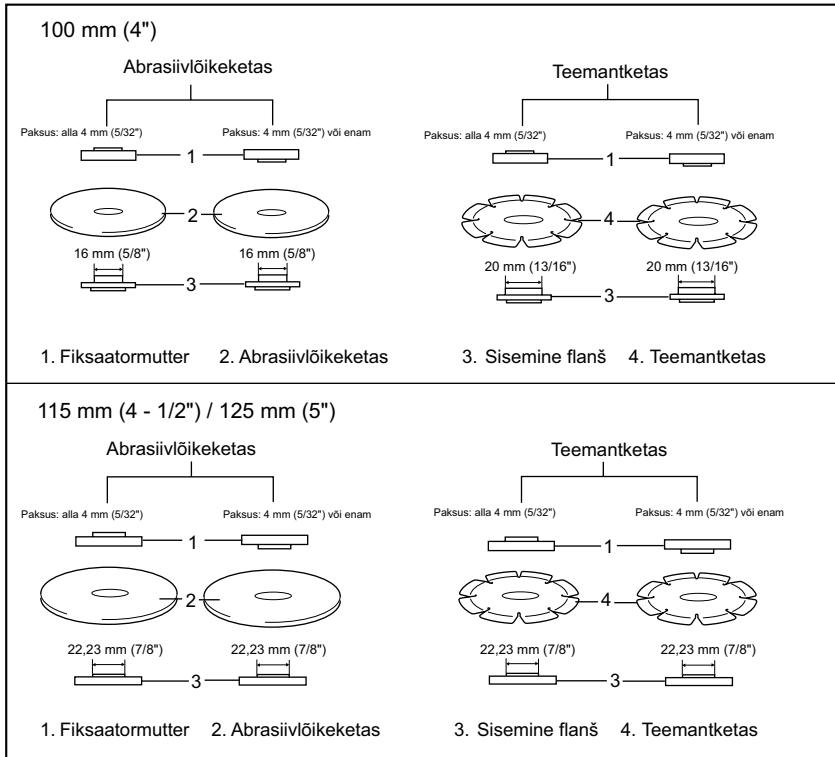 100 mm (4")
Abrasiivlõikeketas
Teemantketas
Paksus: alla 4 mm (5/32")
Paksus: 4 mm (5/32") või enam
Paksus: alla 4 mm (5/32")
Paksus: 4 mm (5/32") või enam
1
1
2
4
16 mm (5/8")
16 mm (5/8")
20 mm (13/16")
20 mm (13/16")
3
3
1. Fiksaatormutter
2. Abrasiivlõikeketas
3. Sisemine flanš
4. Teemantketas
115 mm (4 - 1/2") / 125 mm (5")
Abrasiivlõikeketas
Teemantketas
Paksus: alla 4 mm (5/32")
Paksus: 4 mm (5/32") või enam
Paksus: alla 4 mm (5/32")
Paksus: 4 mm (5/32") või enam
1
1
2
4
22,23 mm (7/8")
22,23 mm (7/8")
22,23 mm (7/8")
22,23 mm (7/8")
3
3
1. Fiksaatormutter
2. Abrasiivlõikeketas
3. Sisemine flanš
4. Teemantketas